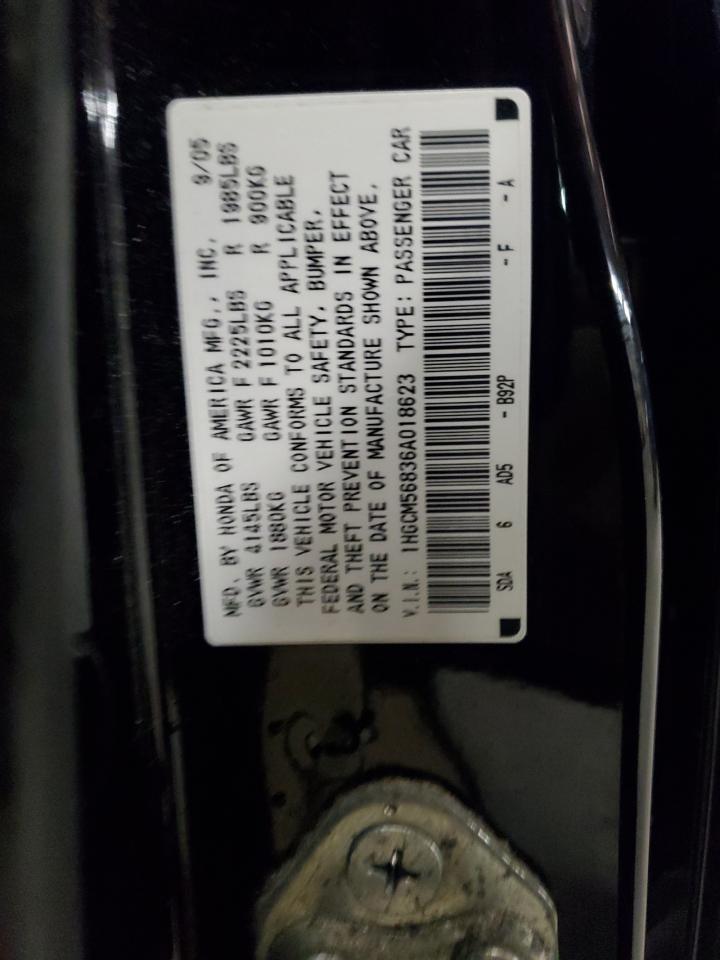 MFD. BY HONDA OF AMERICA MFG., INC. 9/05
GVWR 4145LBS GAWR F 2225LBS R 1985LBS
GVWR 1880KG GAWR F 1010KG R 900KG
THIS VEHICLE CONFORMS TO ALL APPLICABLE
FEDERAL MOTOR VEHICLE SAFETY, BUMPER,
AND THEFT PREVENTION STANDARDS IN EFFECT
ON THE DATE OF MANUFACTURE SHOWN ABOVE.
V.I.N.: 1HGCM56836A018623 TYPE: PASSENGER CAR
SDA 6 AD5 - B92P - F - A